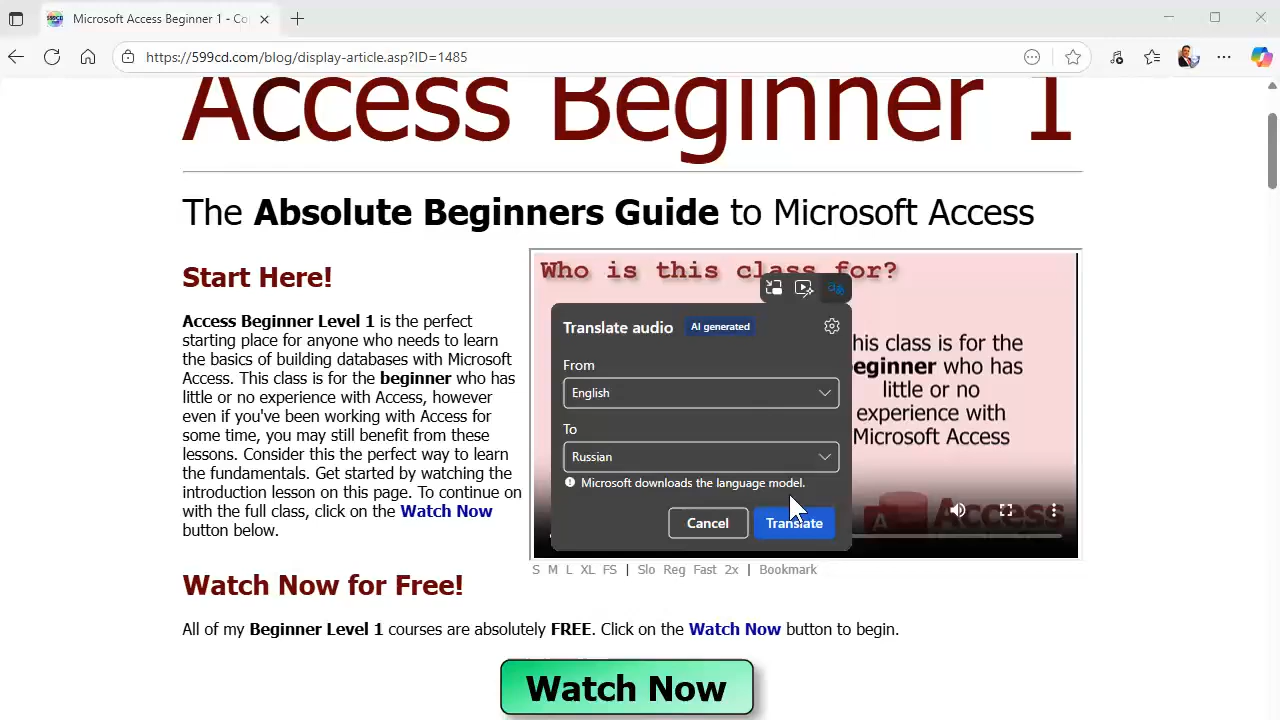 Microsoft Access Beginner 1 - Co
https://599cd.com/blog/display-article.asp?ID=1485
Access Beginner 1
The Absolute Beginners Guide to Microsoft Access
Start Here!
Access Beginner Level 1 is the perfect
starting place for anyone who needs to learn
the basics of building databases with Microsoft
Access. This class is for the beginner who has
little or no experience with Access, however
even if you've been working with Access for
some time, you may still benefit from these
lessons. Consider this the perfect way to learn
the fundamentals. Get started by watching the
introduction lesson on this page. To continue on
with the full class, click on the Watch Now
button below.
Who is this class for?
his class is for the
eginner who has
little or no
experience with
Microsoft Access
Translate audio AI generated
From
English
To
Russian
Microsoft downloads the language model.
Cancel Translate
A Access
S M L XL FS | Slo Reg Fast 2x | Bookmark
Watch Now for Free!
All of my Beginner Level 1 courses are absolutely FREE. Click on the Watch Now button to begin.
Watch Now